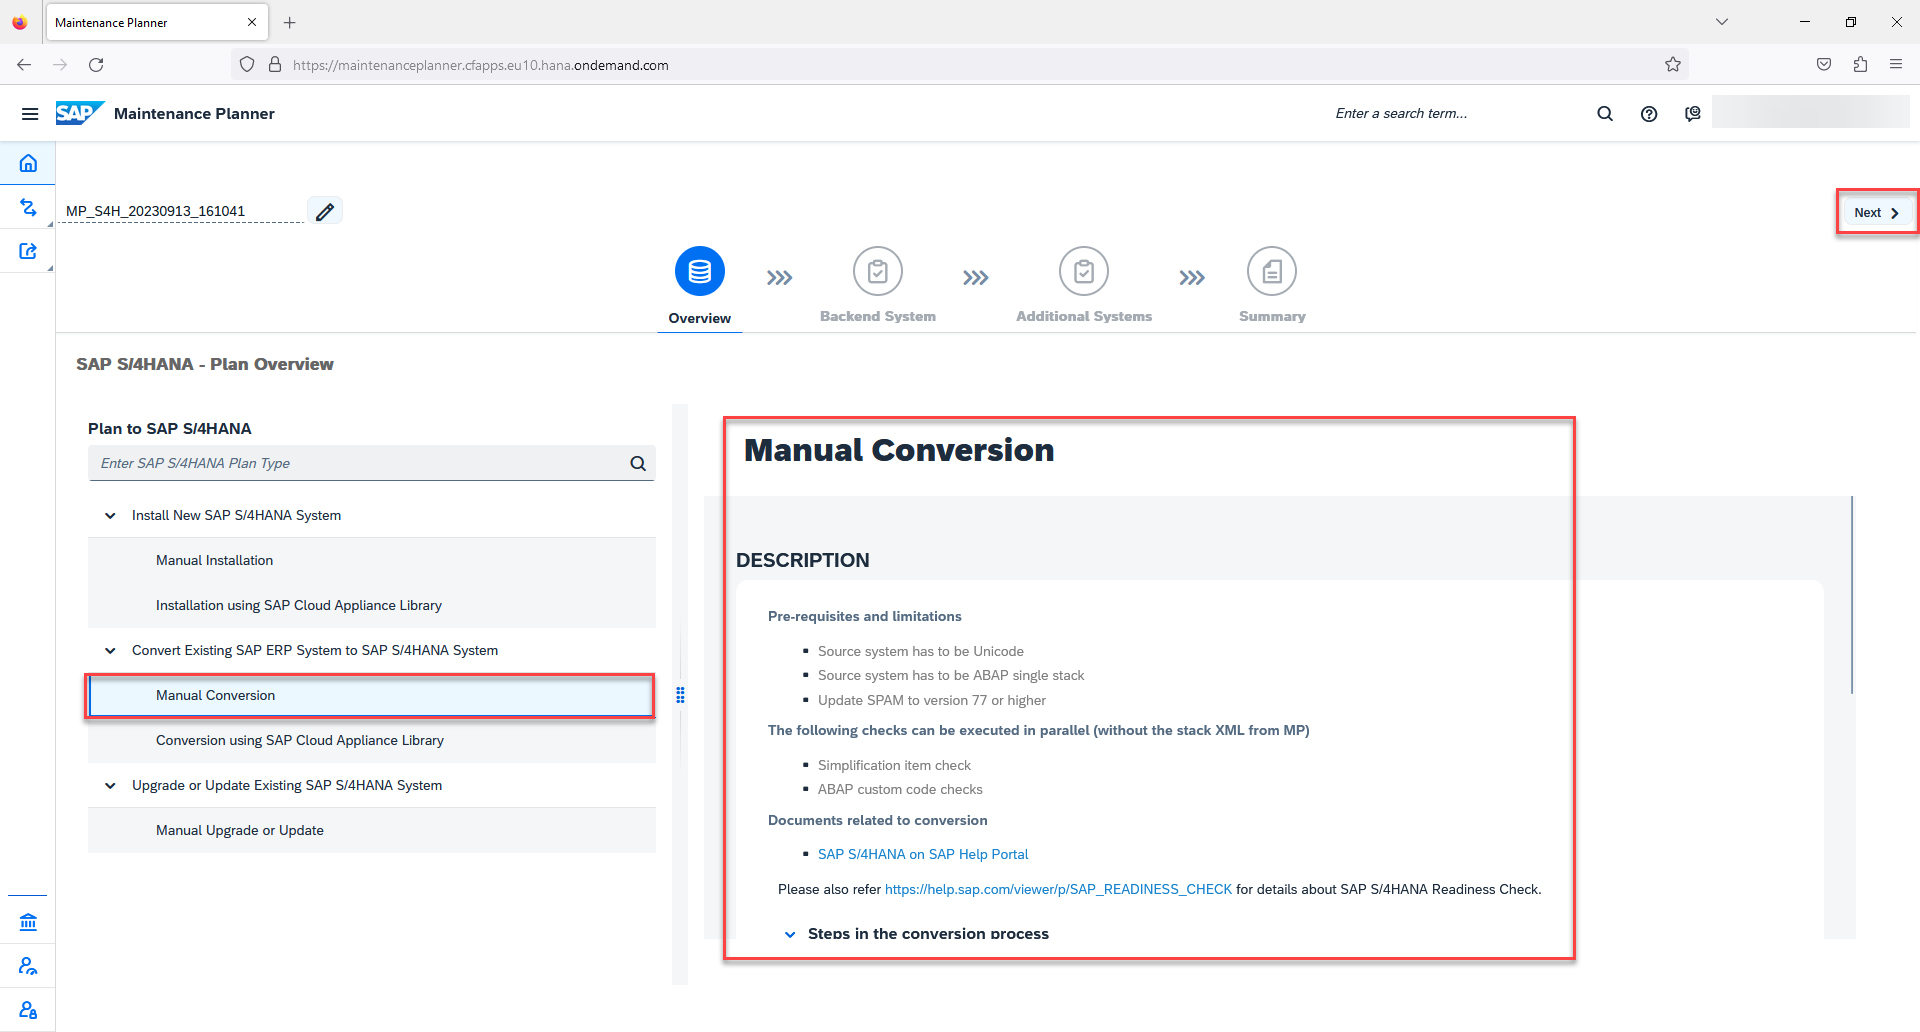 Maintenance Planner
https://maintenanceplanner.cfapps.eu10.hana.ondemand.com
SAP Maintenance Planner
Enter a search term...
MP_S4H_20230913_161041
Next
Overview
Backend System
Additional Systems
Summary
SAP S/4HANA - Plan Overview
Plan to SAP S/4HANA
Enter SAP S/4HANA Plan Type
Install New SAP S/4HANA System
Manual Installation
Installation using SAP Cloud Appliance Library
Convert Existing SAP ERP System to SAP S/4HANA System
Manual Conversion
Conversion using SAP Cloud Appliance Library
Upgrade or Update Existing SAP S/4HANA System
Manual Upgrade or Update
Manual Conversion
DESCRIPTION
Pre-requisites and limitations
Source system has to be Unicode
Source system has to be ABAP single stack
Update SPAM to version 77 or higher
The following checks can be executed in parallel (without the stack XML from MP)
Simplification item check
ABAP custom code checks
Documents related to conversion
SAP S/4HANA on SAP Help Portal
Please also refer https://help.sap.com/viewer/p/SAP_READINESS_CHECK for details about SAP S/4HANA Readiness Check.
Steps in the conversion process